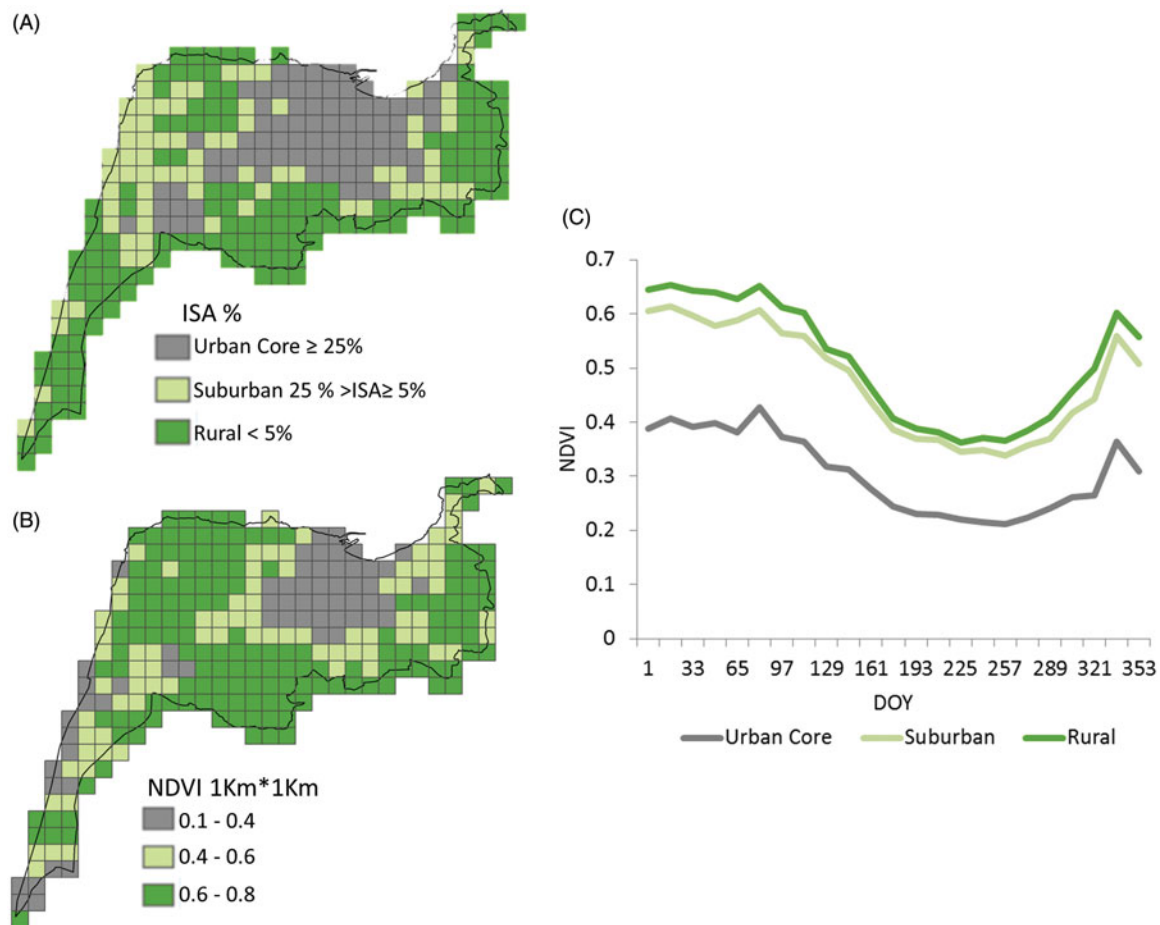 (A)
ISA %
Urban Core ≥ 25%
Suburban 25 % >ISA≥ 5%
Rural < 5%
(B)
NDVI 1Km*1Km
0.1 - 0.4
0.4 - 0.6
0.6 - 0.8
(C)
0.7
0.6
0.5
0.4
0.3
0.2
0.1
0
NDVI
1 33 65 97 129 161 193 225 257 289 321 353
DOY
Urban Core Suburban Rural